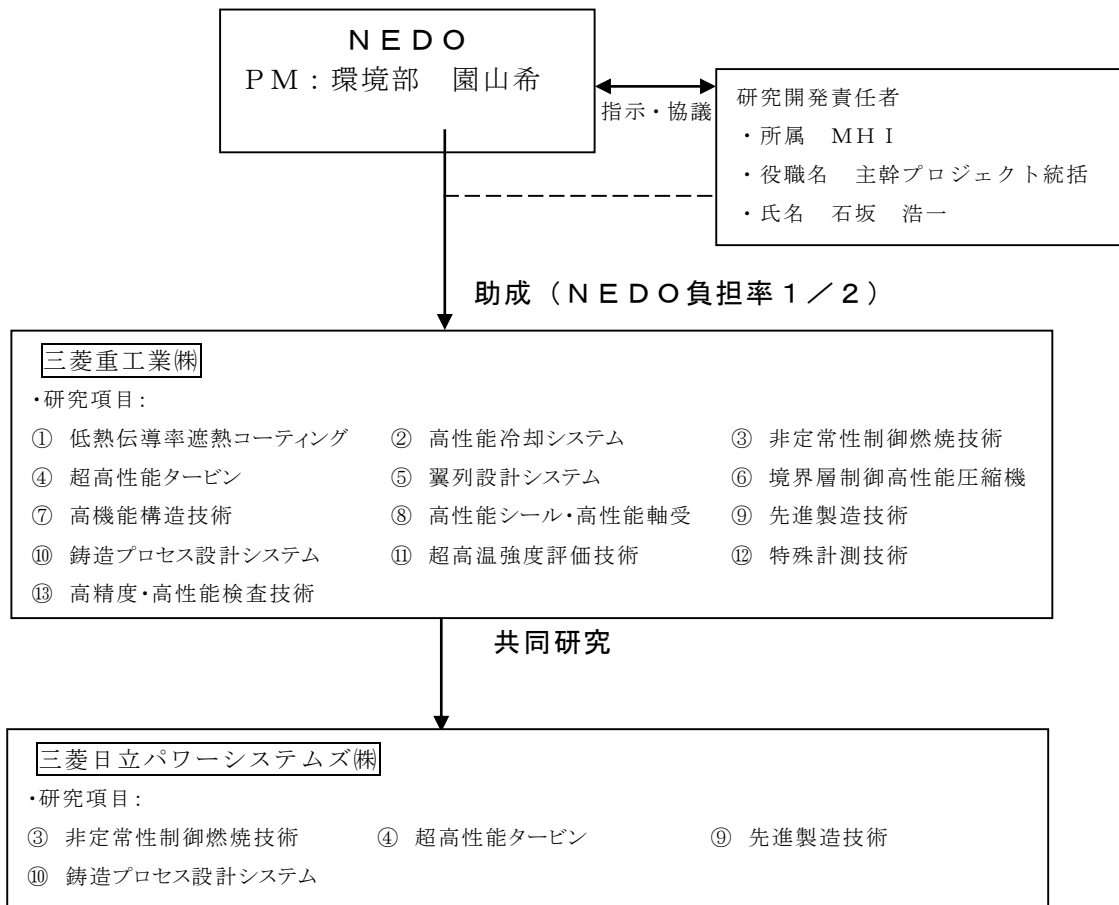 ＮＥＤＯ
ＰＭ：環境部　園山希
指示・協議
研究開発責任者
・所属　ＭＨＩ
・役職名　主幹プロジェクト統括
・氏名　石坂　浩一
助成（ＮＥＤＯ負担率１／２）
三菱重工業㈱
・研究項目：
①　低熱伝導率遮熱コーティング　②　高性能冷却システム　③　非定常性制御燃焼技術
④　超高性能タービン　⑤　翼列設計システム　⑥　境界層制御高性能圧縮機
⑦　高機能構造技術　⑧　高性能シール・高性能軸受　⑨　先進製造技術
⑩　鋳造プロセス設計システム　⑪　超高温強度評価技術　⑫　特殊計測技術
⑬　高精度・高性能検査技術
共同研究
三菱日立パワーシステムズ㈱
・研究項目：
③　非定常性制御燃焼技術　④　超高性能タービン　⑨　先進製造技術
⑩　鋳造プロセス設計システム